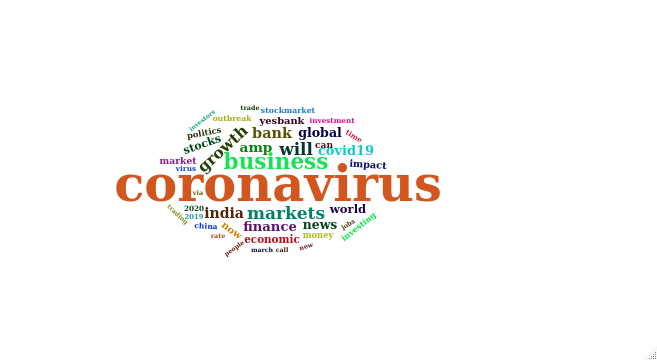 trade
stockmarket
investors
outbreak
yesbank
investment
politics
growth
bank
global
time
stocks
amp
will
can
covid19
market
business
impact
virus
coronavirus
via
trading
2020
india
markets
world
2019
investing
china
now
finance
news
jobs
rate
economic
money
people
march
call
new